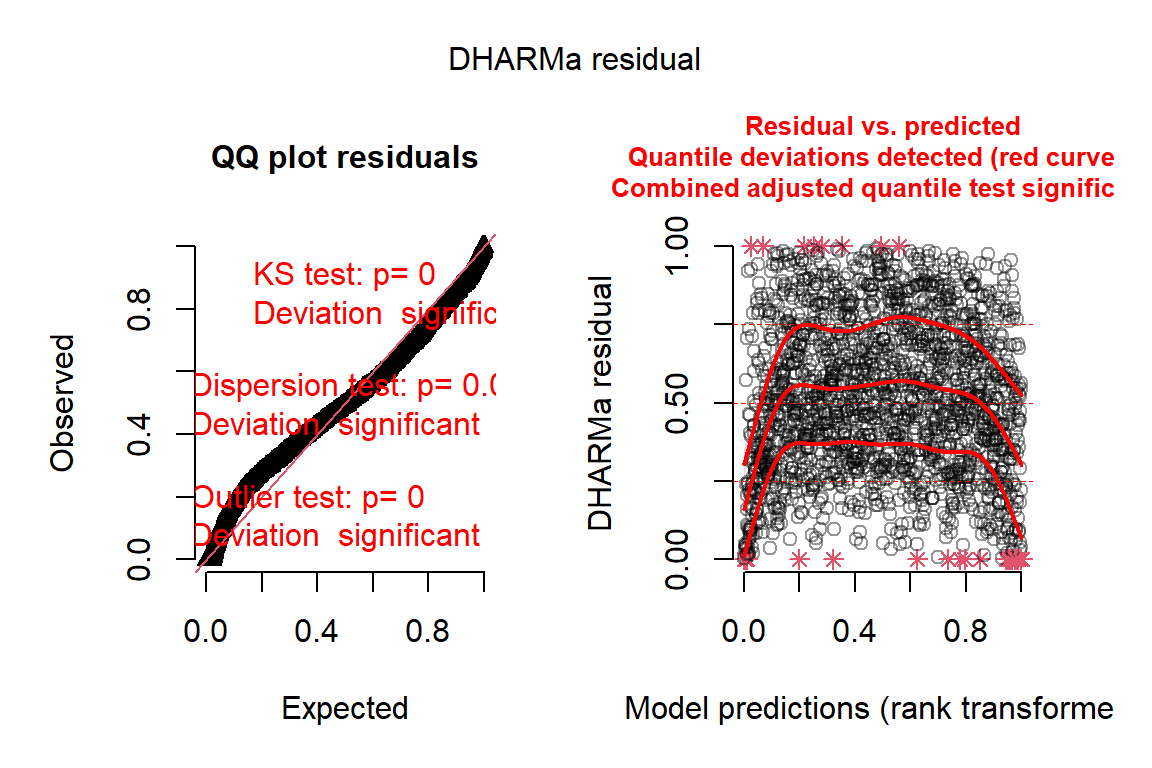 DHARMa residual
QQ plot residuals
KS test: p= 0
Deviation significc
Dispersion test: p= 0.0
Deviation significant
Outlier test: p= 0
Deviation significant
Observed
0.0
0.4
0.8
0.0
0.4
0.8
Expected
Residual vs. predicted
Quantile deviations detected (red curve
Combined adjusted quantile test signific
DHARMa residual
0.00
0.50
1.00
0.0
0.4
0.8
Model predictions (rank transforme